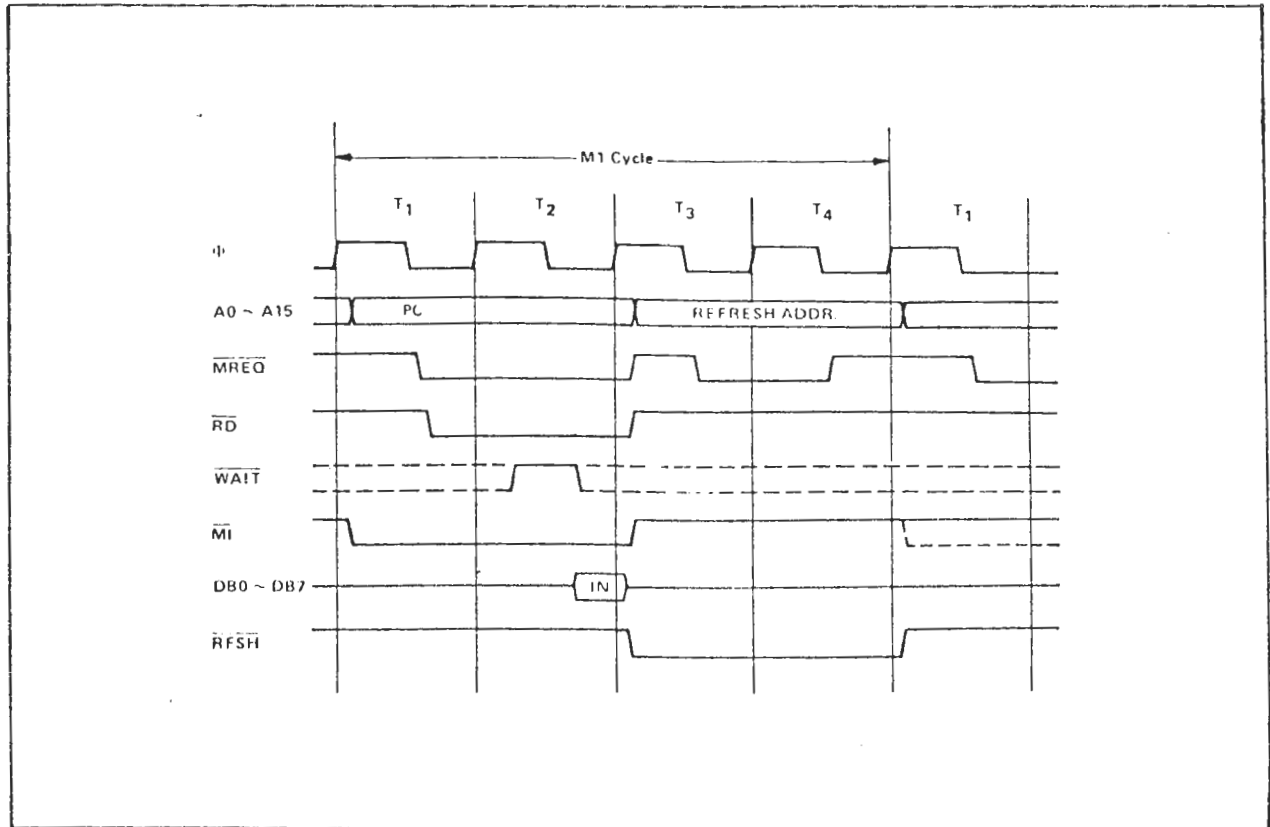 M1 Cycle
T1 T2 T3 T4 T1
Φ
A0 ~ A15 PC REFRESH ADDR.
MREQ
RD
WAIT
M1
DB0 ~ DB7 IN
RFSH